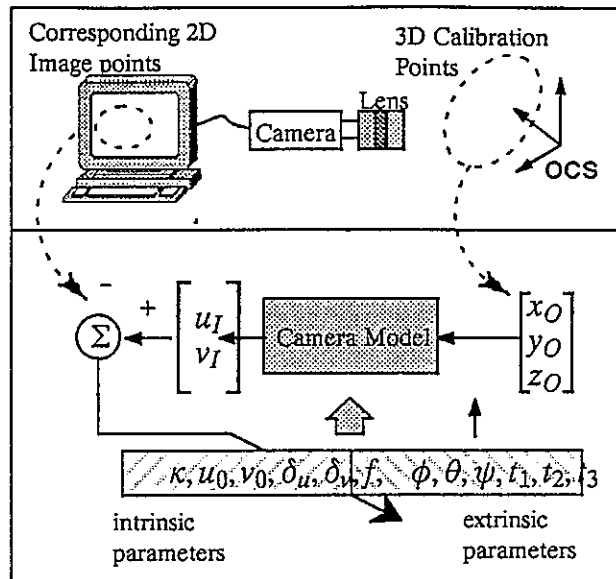 Corresponding 2D
Image points
3D Calibration
Points
Lens
Camera
OCS
-
+
Σ
u_I
v_I
Camera Model
x_O
y_O
z_O
κ, u_0, v_0, δ_u, δ_v, f, φ, θ, ψ, t_1, t_2, t_3
intrinsic
parameters
extrinsic
parameters